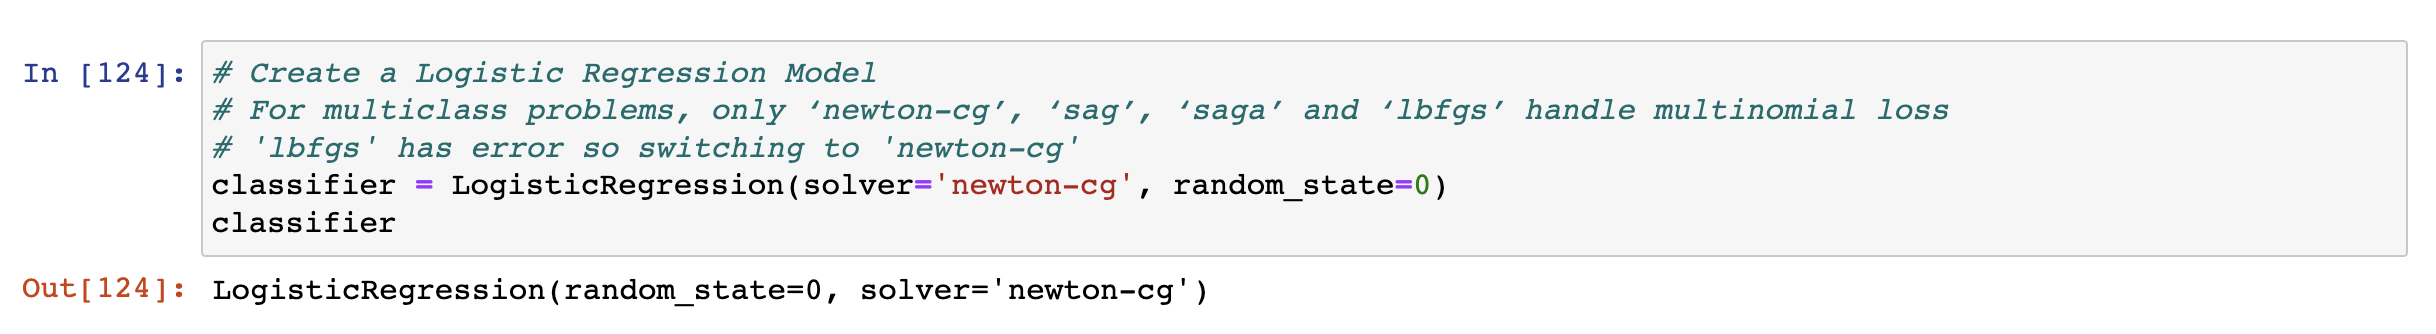 In [124]: # Create a Logistic Regression Model
# For multiclass problems, only ‘newton-cg’, ‘sag’, ‘saga’ and ‘lbfgs’ handle multinomial loss
# 'lbfgs' has error so switching to 'newton-cg'
classifier = LogisticRegression(solver='newton-cg', random_state=0)
classifier
Out[124]: LogisticRegression(random_state=0, solver='newton-cg')